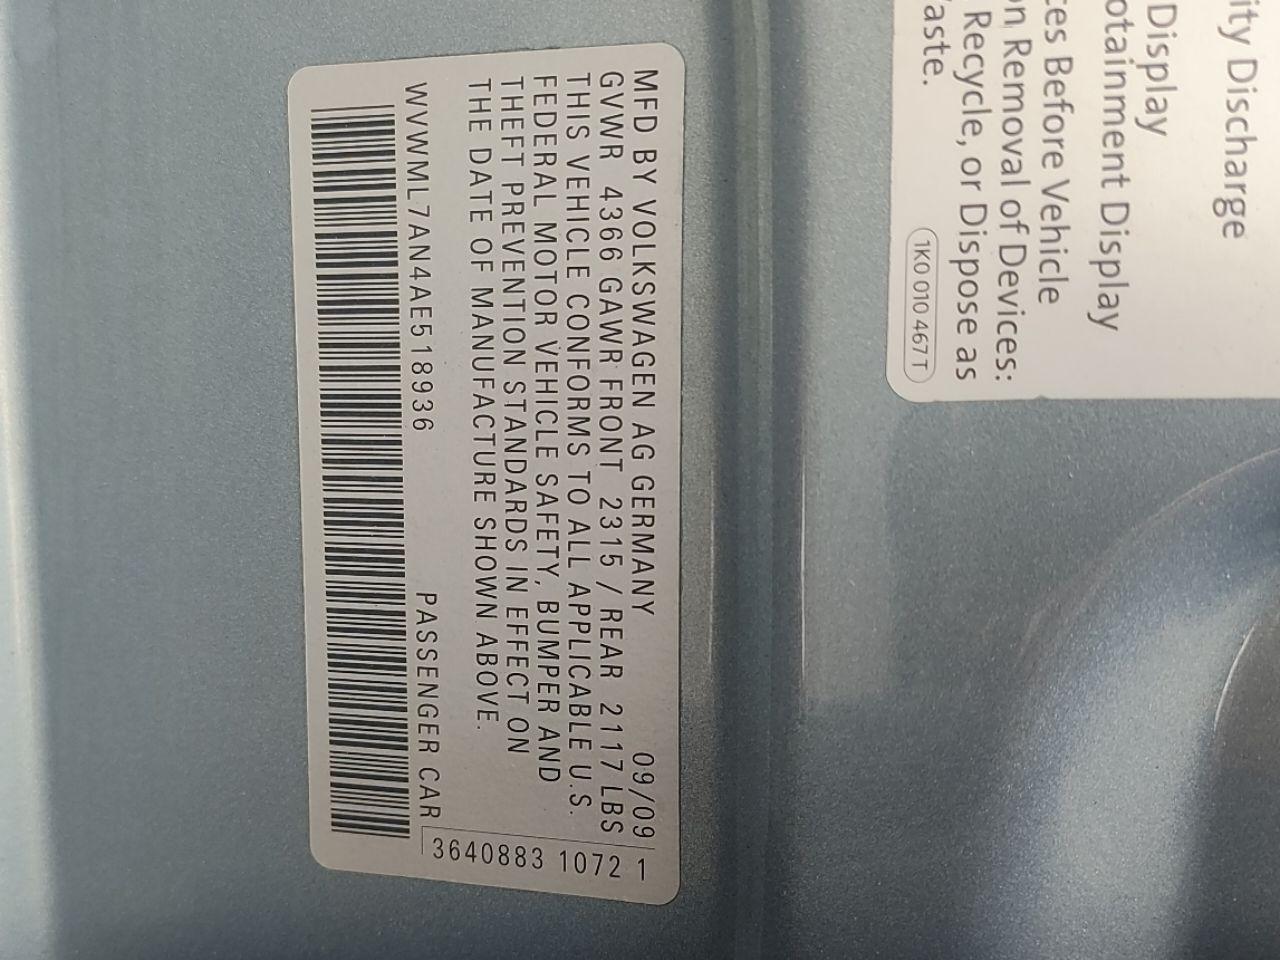 MFD BY VOLKSWAGEN AG GERMANY 09/09
GVWR 4366 GAWR FRONT 2315 / REAR 2117 LBS
THIS VEHICLE CONFORMS TO ALL APPLICABLE U.S.
FEDERAL MOTOR VEHICLE SAFETY, BUMPER AND
THEFT PREVENTION STANDARDS IN EFFECT ON
THE DATE OF MANUFACTURE SHOWN ABOVE.
WVWML7AN4AE518936 PASSENGER CAR
3640883 1072 1
ity Discharge
Display
otainment Display
ces Before Vehicle
n Removal of Devices:
Recycle, or Dispose as
aste.
1K0 010 467T